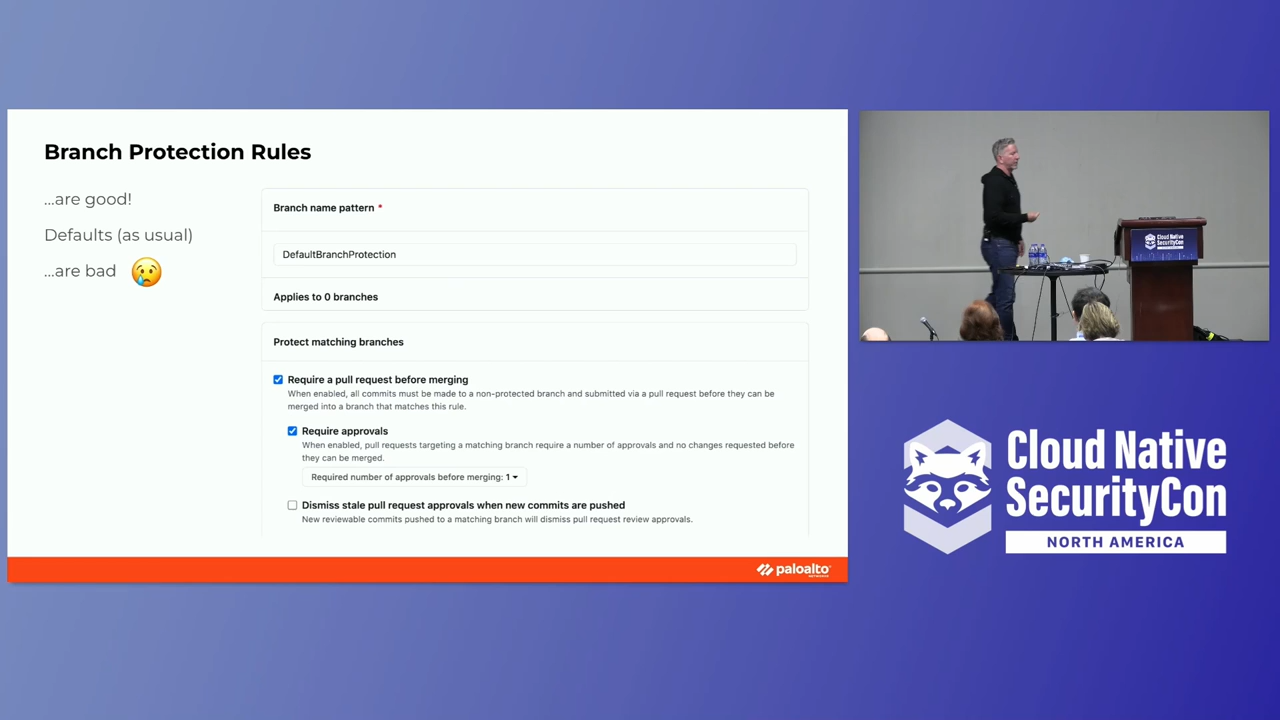 Branch Protection Rules
...are good!
Defaults (as usual)
...are bad 😢
Branch name pattern *
DefaultBranchProtection
Applies to 0 branches
Protect matching branches
Require a pull request before merging
When enabled, all commits must be made to a non-protected branch and submitted via a pull request before they can be
merged into a branch that matches this rule.
Require approvals
When enabled, pull requests targeting a matching branch require a number of approvals and no changes requested before
they can be merged.
Required number of approvals before merging: 1
Dismiss stale pull request approvals when new commits are pushed
New reviewable commits pushed to a matching branch will dismiss pull request review approvals.
paloalto
NETWORKS
Cloud Native
SecurityCon
Cloud Native
SecurityCon
NORTH AMERICA